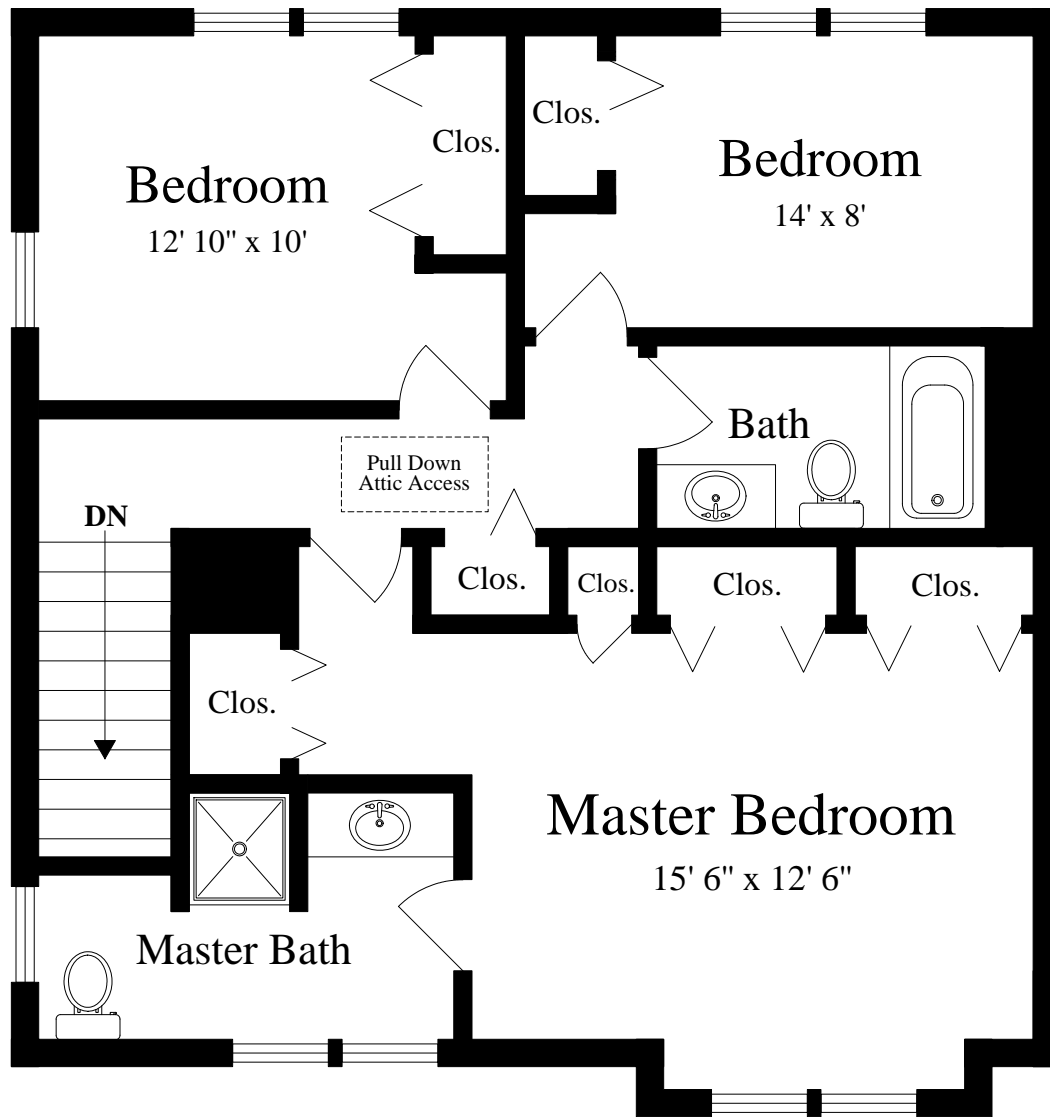 Clos.
Clos.
Bedroom
12' 10" x 10'
Bedroom
14' x 8'
Bath
Pull Down
Attic Access
DN
Clos.
Clos.
Clos.
Clos.
Clos.
Master Bedroom
15' 6" x 12' 6"
Master Bath